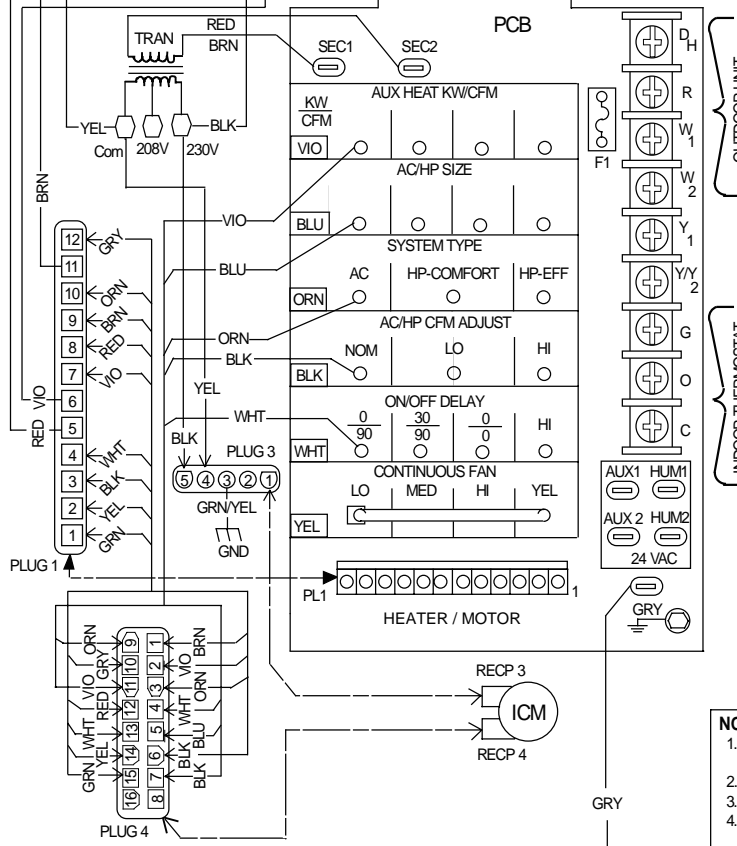 PCB
TRAN
RED
BRN
SEC1
SEC2
YEL
BLK
Com
208V
230V
AUX HEAT KW/CFM
KW
CFM
VIO
AC/HP SIZE
BLU
SYSTEM TYPE
AC
HP-COMFORT
HP-EFF
ORN
AC/HP CFM ADJUST
NOM
LO
HI
BLK
ON/OFF DELAY
0
90
30
90
0
0
HI
WHT
CONTINUOUS FAN
LO
MED
HI
YEL
YEL
F1
D
H
R
W
1
W
2
Y
1
Y/Y
2
G
O
C
OUTDOOR UNIT
INDOOR THERMOSTAT
AUX1
HUM1
AUX 2
HUM2
24 VAC
GRY
BRN
VIO
RED
VIO
BLU
ORN
BLK
WHT
YEL
BLK
12
GRY
11
10
ORN
9
BRN
8
RED
7
VIO
6
5
4
WHT
3
BLK
2
YEL
1
GRN
PLUG 1
PLUG 3
5
4
3
2
1
GRN/YEL
GND
PL1
1
HEATER / MOTOR
ORN
9
1
BRN
GRY
10
2
VIO
VIO
11
3
ORN
RED
12
4
WHT
WHT
13
5
BLU
YEL
14
6
BLK
GRN
15
7
BLK
16
8
PLUG 4
RECP 3
ICM
RECP 4
GRY
1.
2.
3.
4.